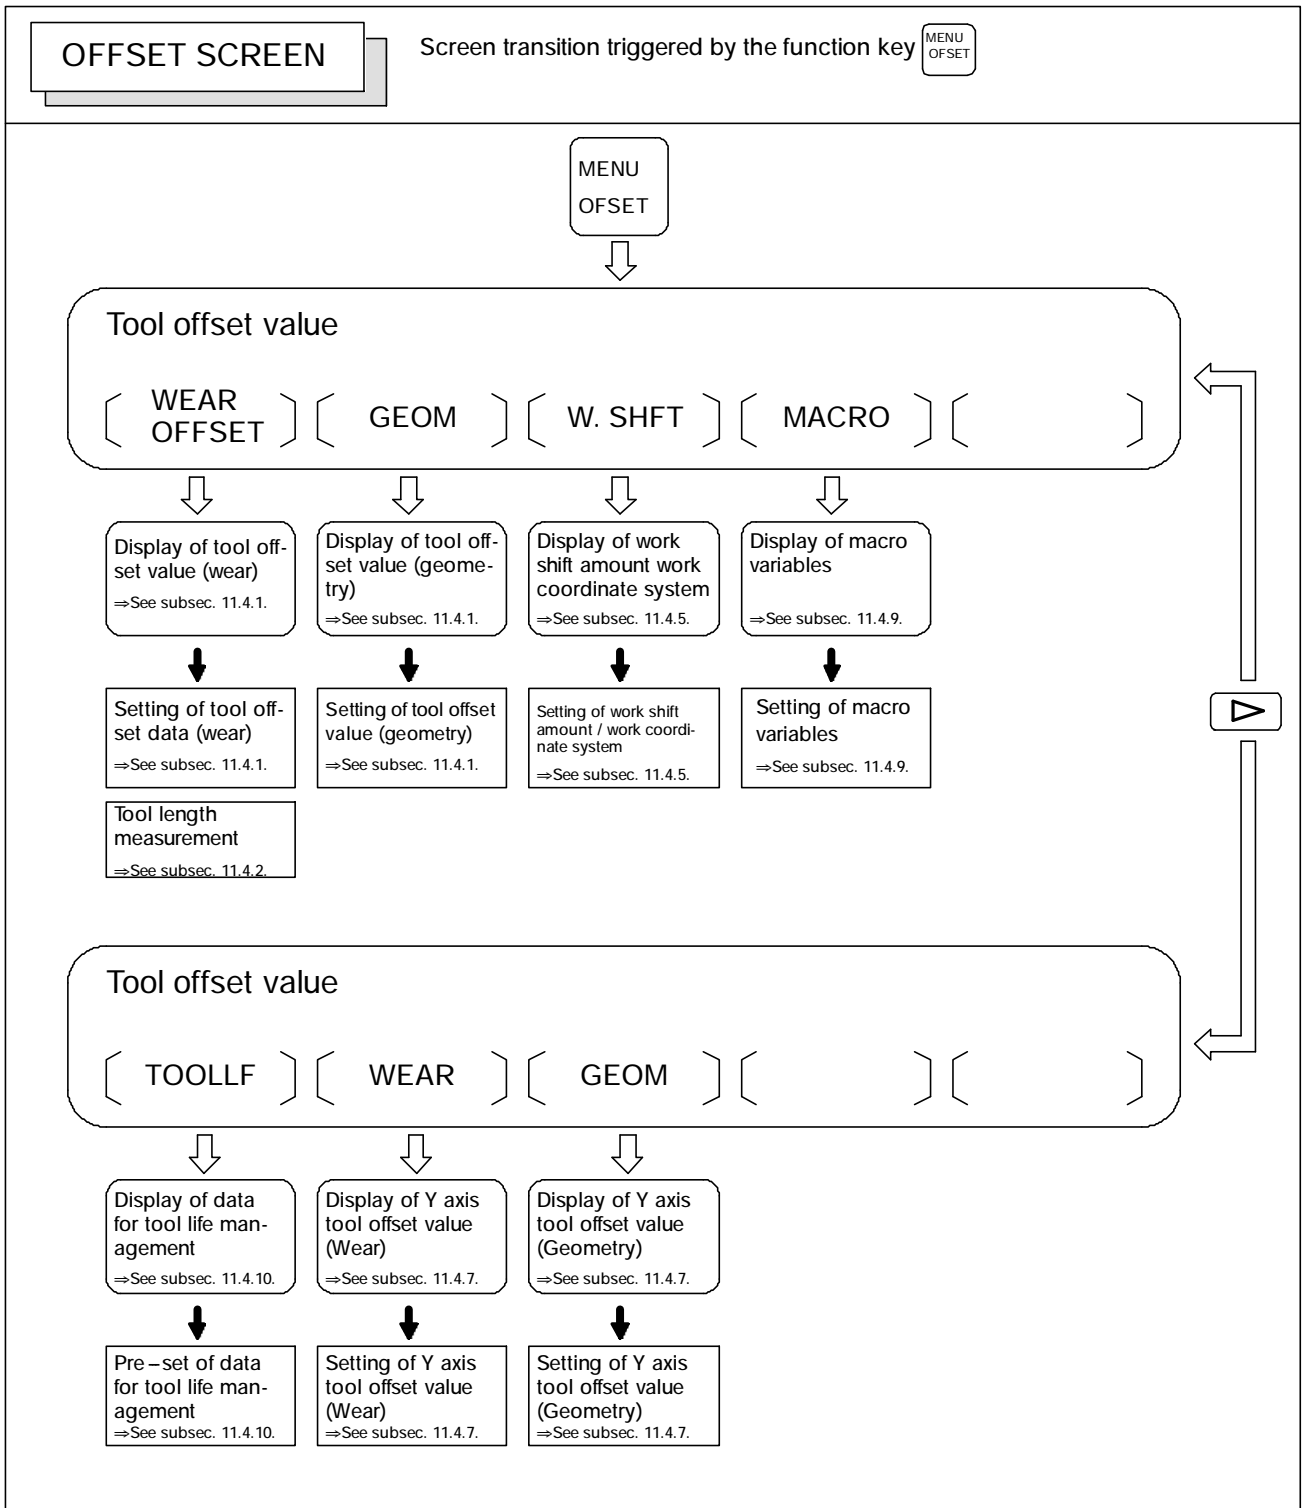 OFFSET SCREEN
Screen transition triggered by the function key
MENU
OFSET
MENU
OFSET
Tool offset value
WEAR
OFFSET
GEOM
W. SHFT
MACRO
Display of tool off-
set value (wear)
⇒See subsec. 11.4.1.
Display of tool off-
set value (geome-
try)
⇒See subsec. 11.4.1.
Display of work
shift amount work
coordinate system
⇒See subsec. 11.4.5.
Display of macro
variables
⇒See subsec. 11.4.9.
Setting of tool off-
set data (wear)
⇒See subsec. 11.4.1.
Setting of tool offset
value (geometry)
⇒See subsec. 11.4.1.
Setting of work shift
amount / work coordi-
nate system
⇒See subsec. 11.4.5.
Setting of macro
variables
⇒See subsec. 11.4.9.
Tool length
measurement
⇒See subsec. 11.4.2.
Tool offset value
TOOLLF
WEAR
GEOM
Display of data
for tool life man-
agement
⇒See subsec. 11.4.10.
Display of Y axis
tool offset value
(Wear)
⇒See subsec. 11.4.7.
Display of Y axis
tool offset value
(Geometry)
⇒See subsec. 11.4.7.
Pre–set of data
for tool life man-
agement
⇒See subsec. 11.4.10.
Setting of Y axis
tool offset value
(Wear)
⇒See subsec. 11.4.7.
Setting of Y axis
tool offset value
(Geometry)
⇒See subsec. 11.4.7.